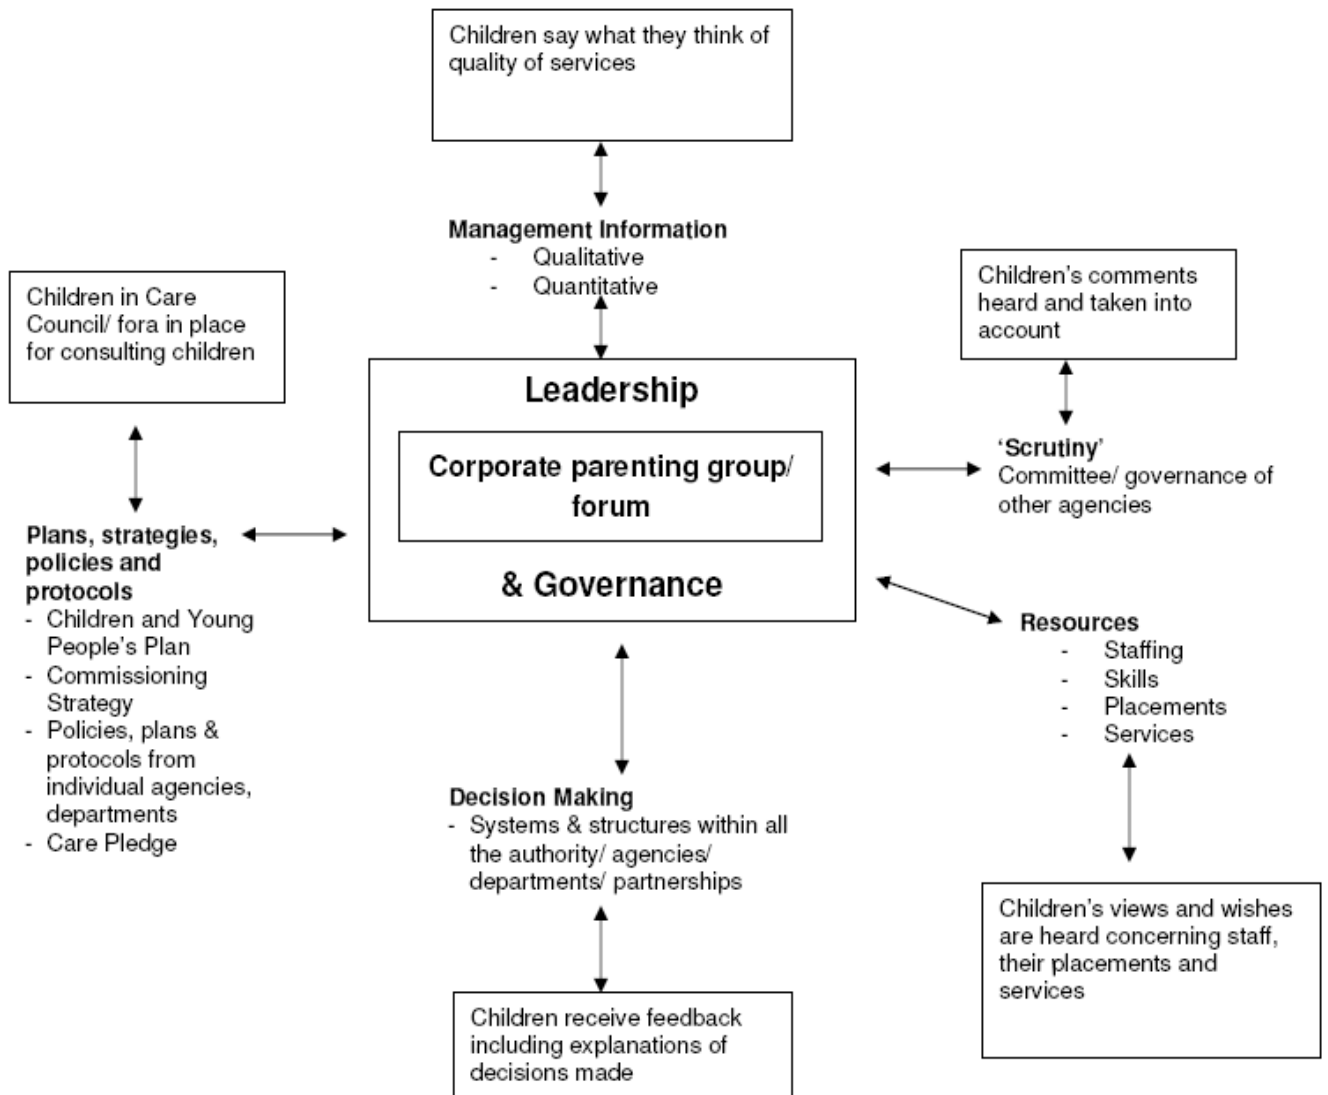 Children say what they think of
quality of services
Management Information
- Qualitative
- Quantitative
Children in Care
Council/ fora in place
for consulting children
Children’s comments
heard and taken into
account
Leadership
Corporate parenting group/
forum
& Governance
‘Scrutiny’
Committee/ governance of
other agencies
Plans, strategies,
policies and
protocols
- Children and Young
People’s Plan
- Commissioning
Strategy
- Policies, plans &
protocols from
individual agencies,
departments
- Care Pledge
Resources
- Staffing
- Skills
- Placements
- Services
Decision Making
- Systems & structures within all
the authority/ agencies/
departments/ partnerships
Children’s views and wishes
are heard concerning staff,
their placements and
services
Children receive feedback
including explanations of
decisions made